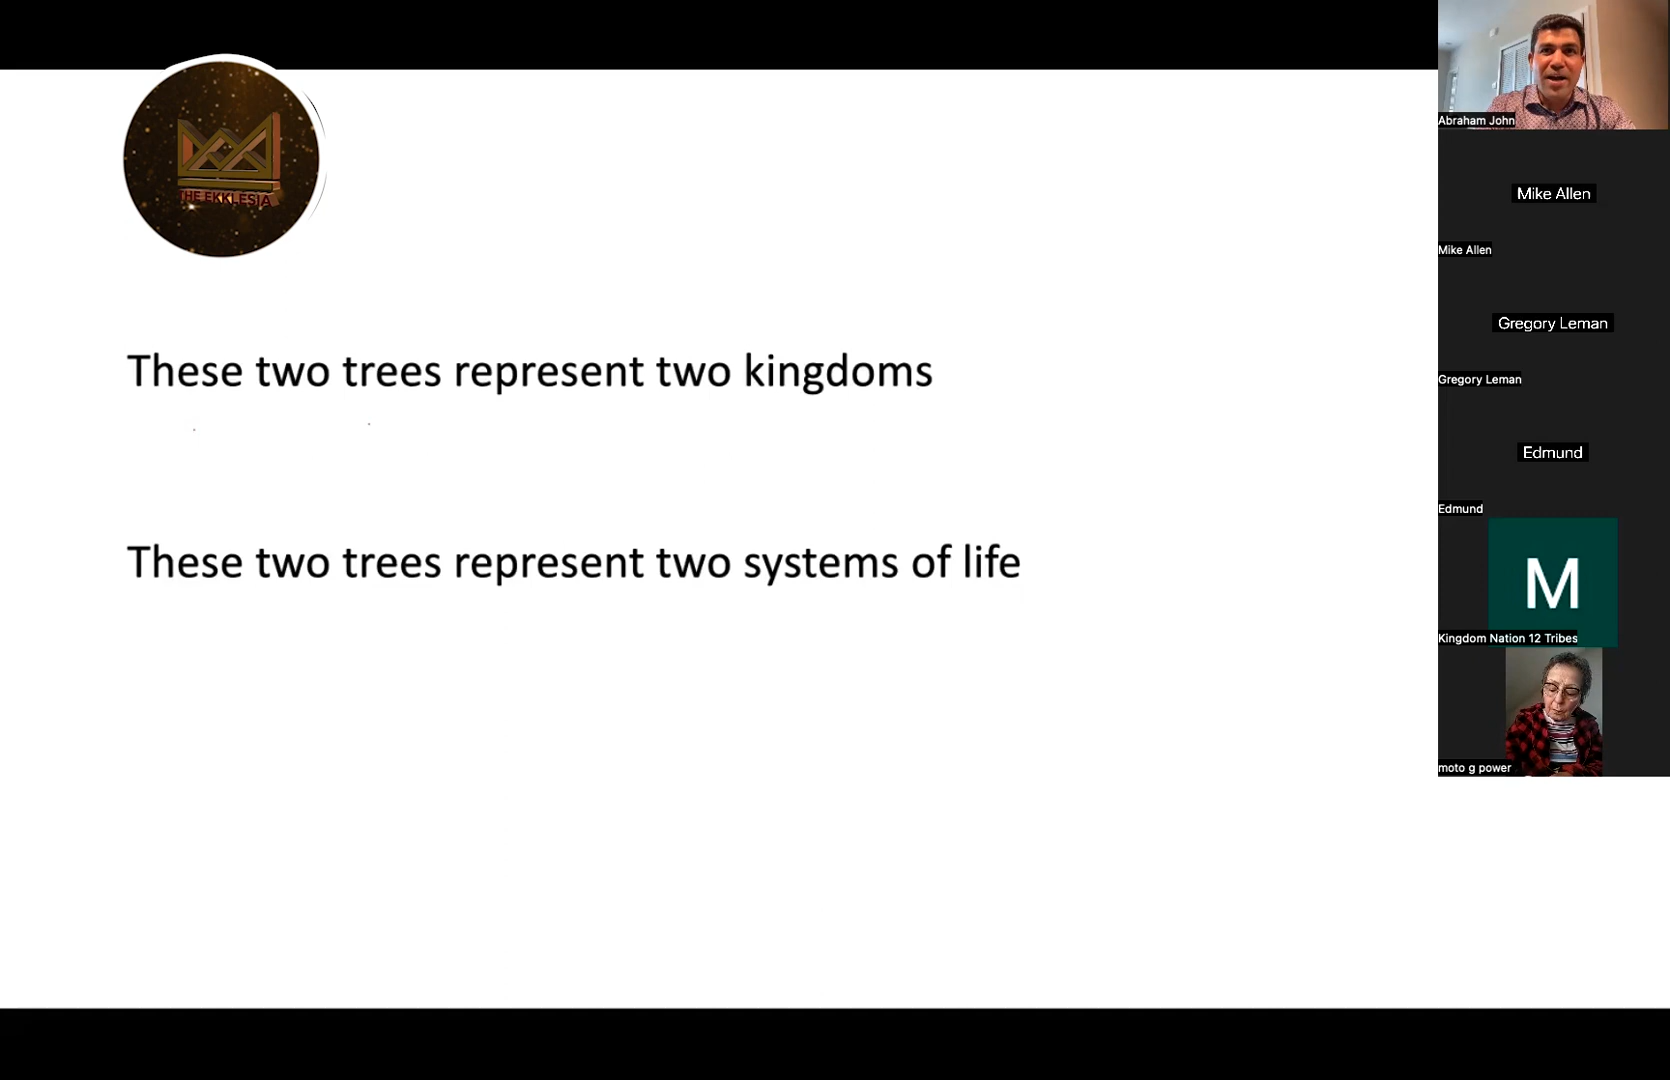 THE EKKLESIA
These two trees represent two kingdoms
These two trees represent two systems of life
Abraham John
Mike Allen
Mike Allen
Gregory Leman
Gregory Leman
Edmund
Edmund
M
Kingdom Nation 12 Tribes
moto g power